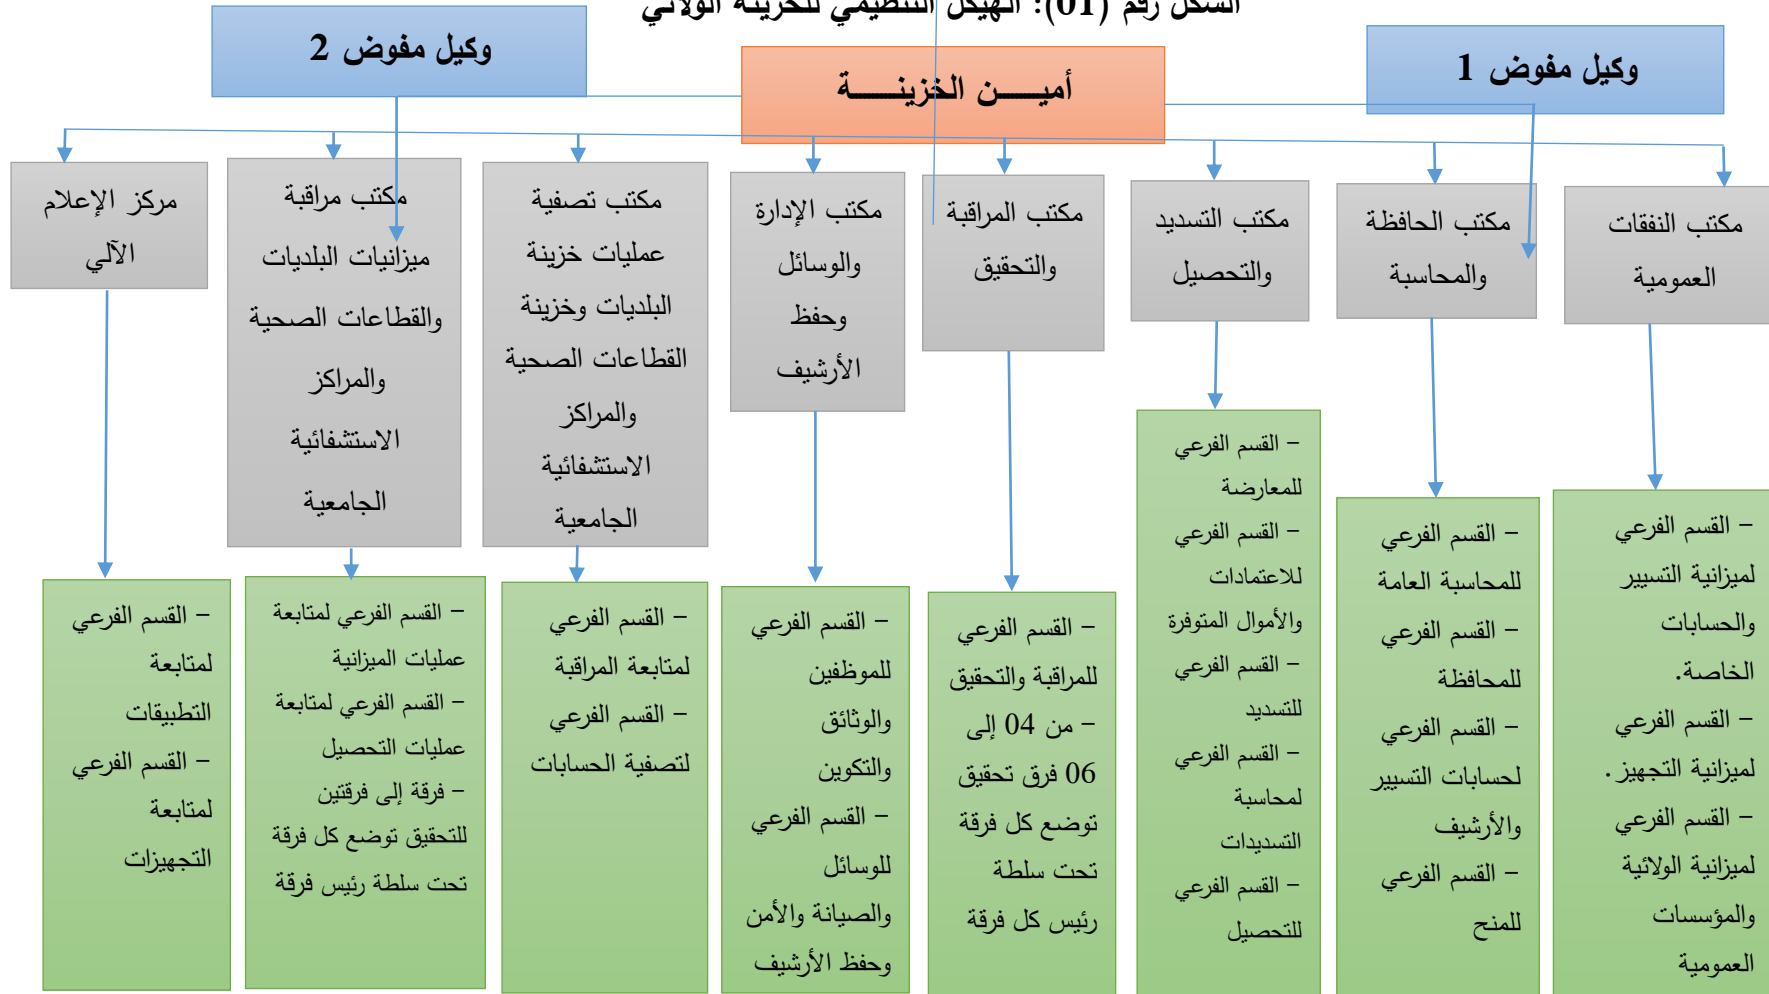 الشكل رقم (01): الهيكل التنظيمي للخزينة الولائي
وكيل مفوض 1
أميـــــن الخزينـــــــة
وكيل مفوض 2
مكتب النفقات
العمومية
مكتب الحافظة
والمحاسبة
مكتب التسديد
والتحصيل
مكتب المراقبة
والتحقيق
مكتب الإدارة
والوسائل
وحفظ
الأرشيف
مكتب تصفية
عمليات خزينة
البلديات وخزينة
القطاعات الصحية
والمراكز
الاستشفائية
الجامعية
مكتب مراقبة
ميزانيات البلديات
والقطاعات الصحية
والمراكز
الاستشفائية
الجامعية
مركز الإعلام
الآلي
– القسم الفرعي
لميزانية التسيير
والحسابات
الخاصة.
– القسم الفرعي
لميزانية التجهيز.
– القسم الفرعي
لميزانية الولائية
والمؤسسات
العمومية
– القسم الفرعي
للمحاسبة العامة
– القسم الفرعي
للمحافظة
– القسم الفرعي
لحسابات التسيير
والأرشيف
– القسم الفرعي
للمنح
– القسم الفرعي
للمعارضة
– القسم الفرعي
للاعتمادات
والأموال المتوفرة
– القسم الفرعي
للتسديد
– القسم الفرعي
لمحاسبة
التسديدات
– القسم الفرعي
للتحصيل
– القسم الفرعي
للمراقبة والتحقيق
– من 04 إلى
06 فرق تحقيق
توضع كل فرقة
تحت سلطة
رئيس كل فرقة
– القسم الفرعي
للموظفين
والوثائق
والتكوين
– القسم الفرعي
للوسائل
والصيانة والأمن
وحفظ الأرشيف
– القسم الفرعي
لمتابعة المراقبة
– القسم الفرعي
لتصفية الحسابات
– القسم الفرعي لمتابعة
عمليات الميزانية
– القسم الفرعي لمتابعة
عمليات التحصيل
– فرقة إلى فرقتين
للتحقيق توضع كل فرقة
تحت سلطة رئيس فرقة
– القسم الفرعي
لمتابعة
التطبيقات
– القسم الفرعي
لمتابعة
التجهيزات